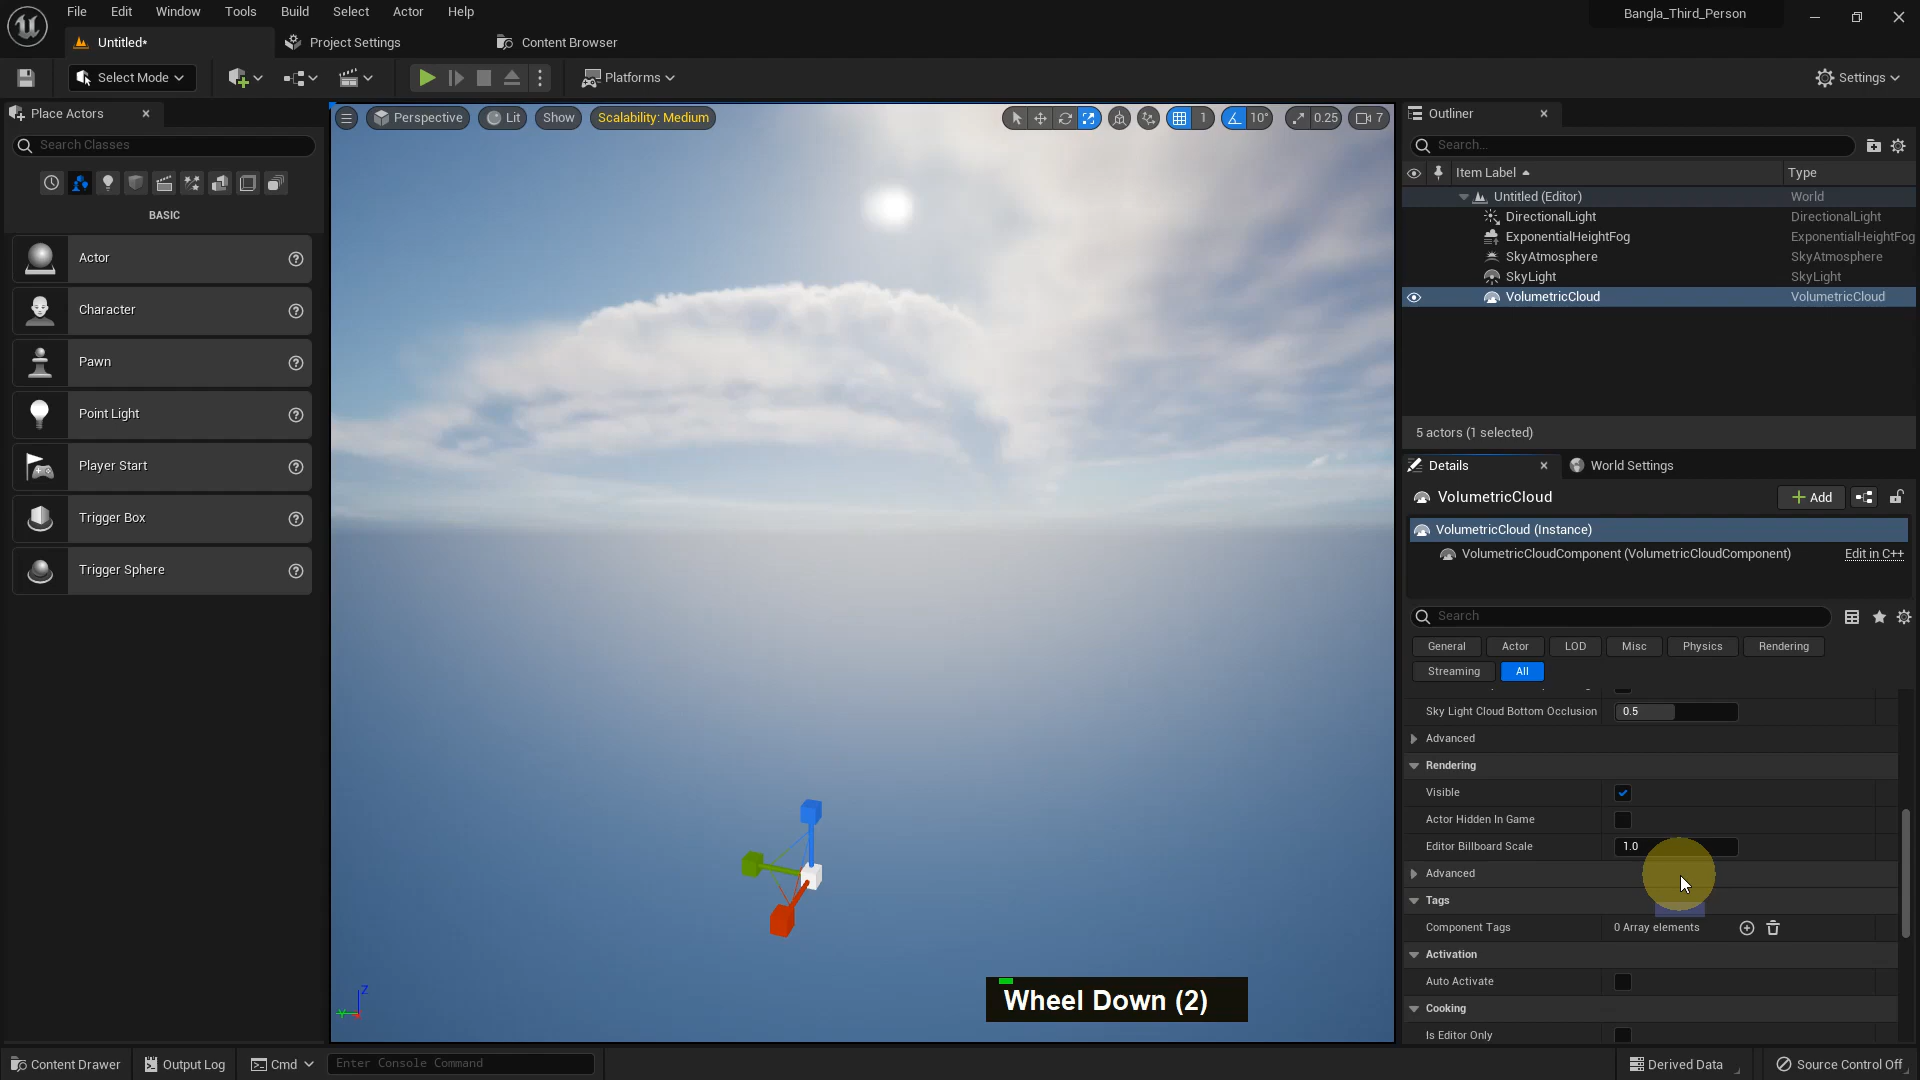 File Edit Window Tools Build Select Actor Help
Bangla_Third_Person
Untitled* Project Settings Content Browser
Select Mode Platforms Settings
Place Actors
Search Classes
BASIC
Actor
Character
Pawn
Point Light
Player Start
Trigger Box
Trigger Sphere
Perspective Lit Show Scalability: Medium 1 10° 0.25 7
Z
Y
Wheel Down (2)
Outliner
Search...
Item Label Type
Untitled (Editor) World
DirectionalLight DirectionalLight
ExponentialHeightFog ExponentialHeightFog
SkyAtmosphere SkyAtmosphere
SkyLight SkyLight
VolumetricCloud VolumetricCloud
5 actors (1 selected)
Details World Settings
VolumetricCloud Add
VolumetricCloud (Instance)
VolumetricCloudComponent (VolumetricCloudComponent) Edit in C++
Search
General Actor LOD Misc Physics Rendering
Streaming All
Sky Light Cloud Bottom Occlusion 0.5
Advanced
Rendering
Visible
Actor Hidden In Game
Editor Billboard Scale 1.0
Advanced
Tags
Component Tags 0 Array elements
Activation
Auto Activate
Cooking
Is Editor Only
Content Drawer Output Log Cmd Enter Console Command Derived Data Source Control Off